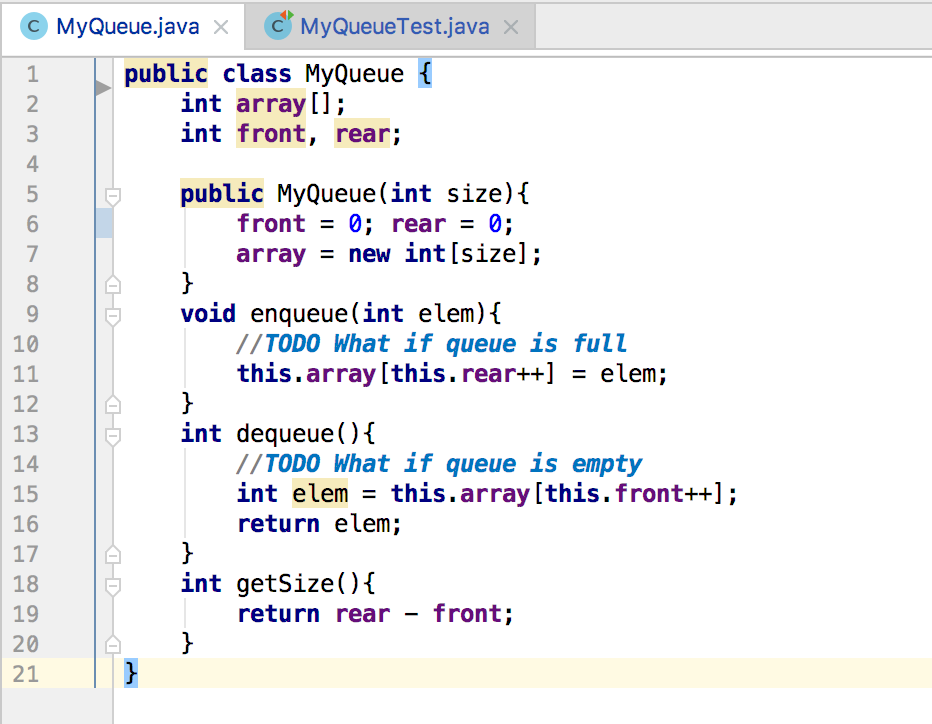 C MyQueue.java × C MyQueueTest.java ×
1 public class MyQueue {
2     int array[];
3     int front, rear;
4
5     public MyQueue(int size){
6         front = 0; rear = 0;
7         array = new int[size];
8     }
9     void enqueue(int elem){
10         //TODO What if queue is full
11         this.array[this.rear++] = elem;
12     }
13     int dequeue(){
14         //TODO What if queue is empty
15         int elem = this.array[this.front++];
16         return elem;
17     }
18     int getSize(){
19         return rear - front;
20     }
21 }